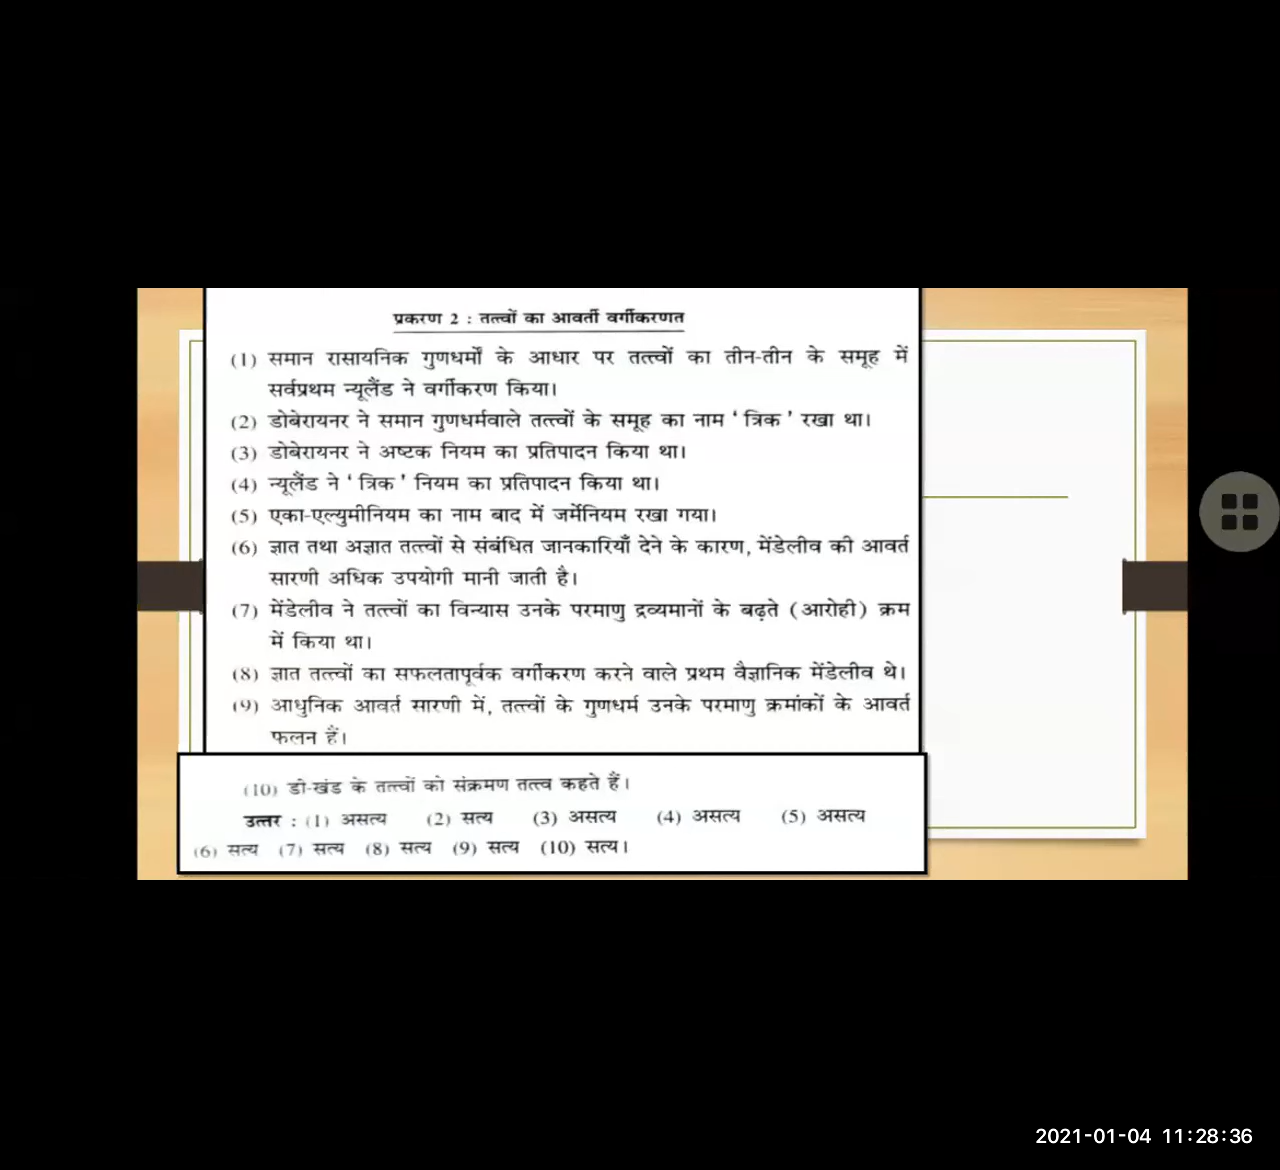 प्रकरण 2 : तत्त्वों का आवर्ती वर्गीकरणत
(1) समान रासायनिक गुणधर्मों के आधार पर तत्त्वों का तीन-तीन के समूह में
सर्वप्रथम न्यूलैंड ने वर्गीकरण किया।
(2) डोबेरायनर ने समान गुणधर्मवाले तत्त्वों के समूह का नाम ‘ त्रिक ’ रखा था।
(3) डोबेरायनर ने अष्टक नियम का प्रतिपादन किया था।
(4) न्यूलैंड ने ‘ त्रिक ’ नियम का प्रतिपादन किया था।
(5) एका-एल्युमीनियम का नाम बाद में जर्मेनियम रखा गया।
(6) ज्ञात तथा अज्ञात तत्त्वों से संबंधित जानकारियाँ देने के कारण, मेंडेलीव की आवर्त
सारणी अधिक उपयोगी मानी जाती है।
(7) मेंडेलीव ने तत्त्वों का विन्यास उनके परमाणु द्रव्यमानों के बढ़ते (आरोही) क्रम
में किया था।
(8) ज्ञात तत्त्वों का सफलतापूर्वक वर्गीकरण करने वाले प्रथम वैज्ञानिक मेंडेलीव थे।
(9) आधुनिक आवर्त सारणी में, तत्त्वों के गुणधर्म उनके परमाणु क्रमांकों के आवर्त
फलन हैं।
(10) डी-खंड के तत्त्वों को संक्रमण तत्त्व कहते हैं।
उत्तर : (1) असत्य (2) सत्य (3) असत्य (4) असत्य (5) असत्य
(6) सत्य (7) सत्य (8) सत्य (9) सत्य (10) सत्य।
2021-01-04 11:28:36